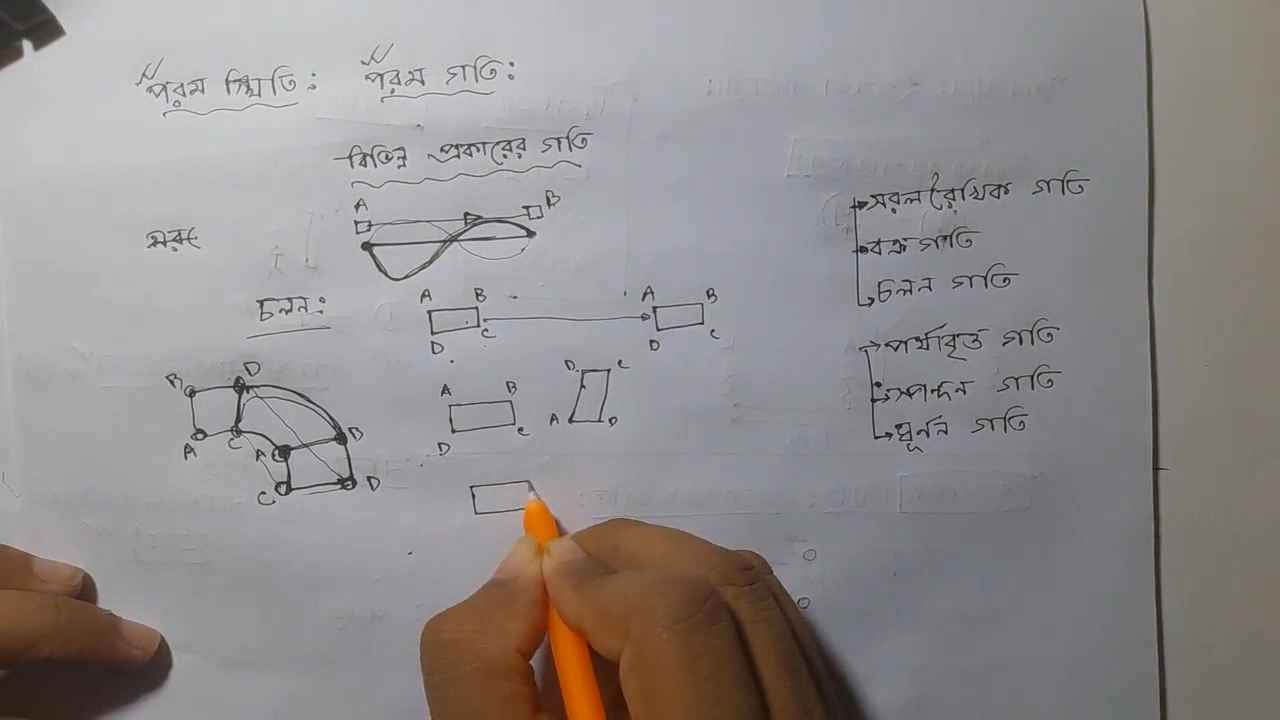 পরম স্থিতি: পরম গতি:
বিভিন্ন প্রকারের গতি
A B
সরল
চলন:
A B
D C
A B
D C
B D
A C
A B
C D
A B
D C
D C
A D
সরলরৈখিক গতি
বক্র গতি
চলন গতি
পর্যাবৃত্ত গতি
স্পন্দন গতি
ঘূর্নন গতি